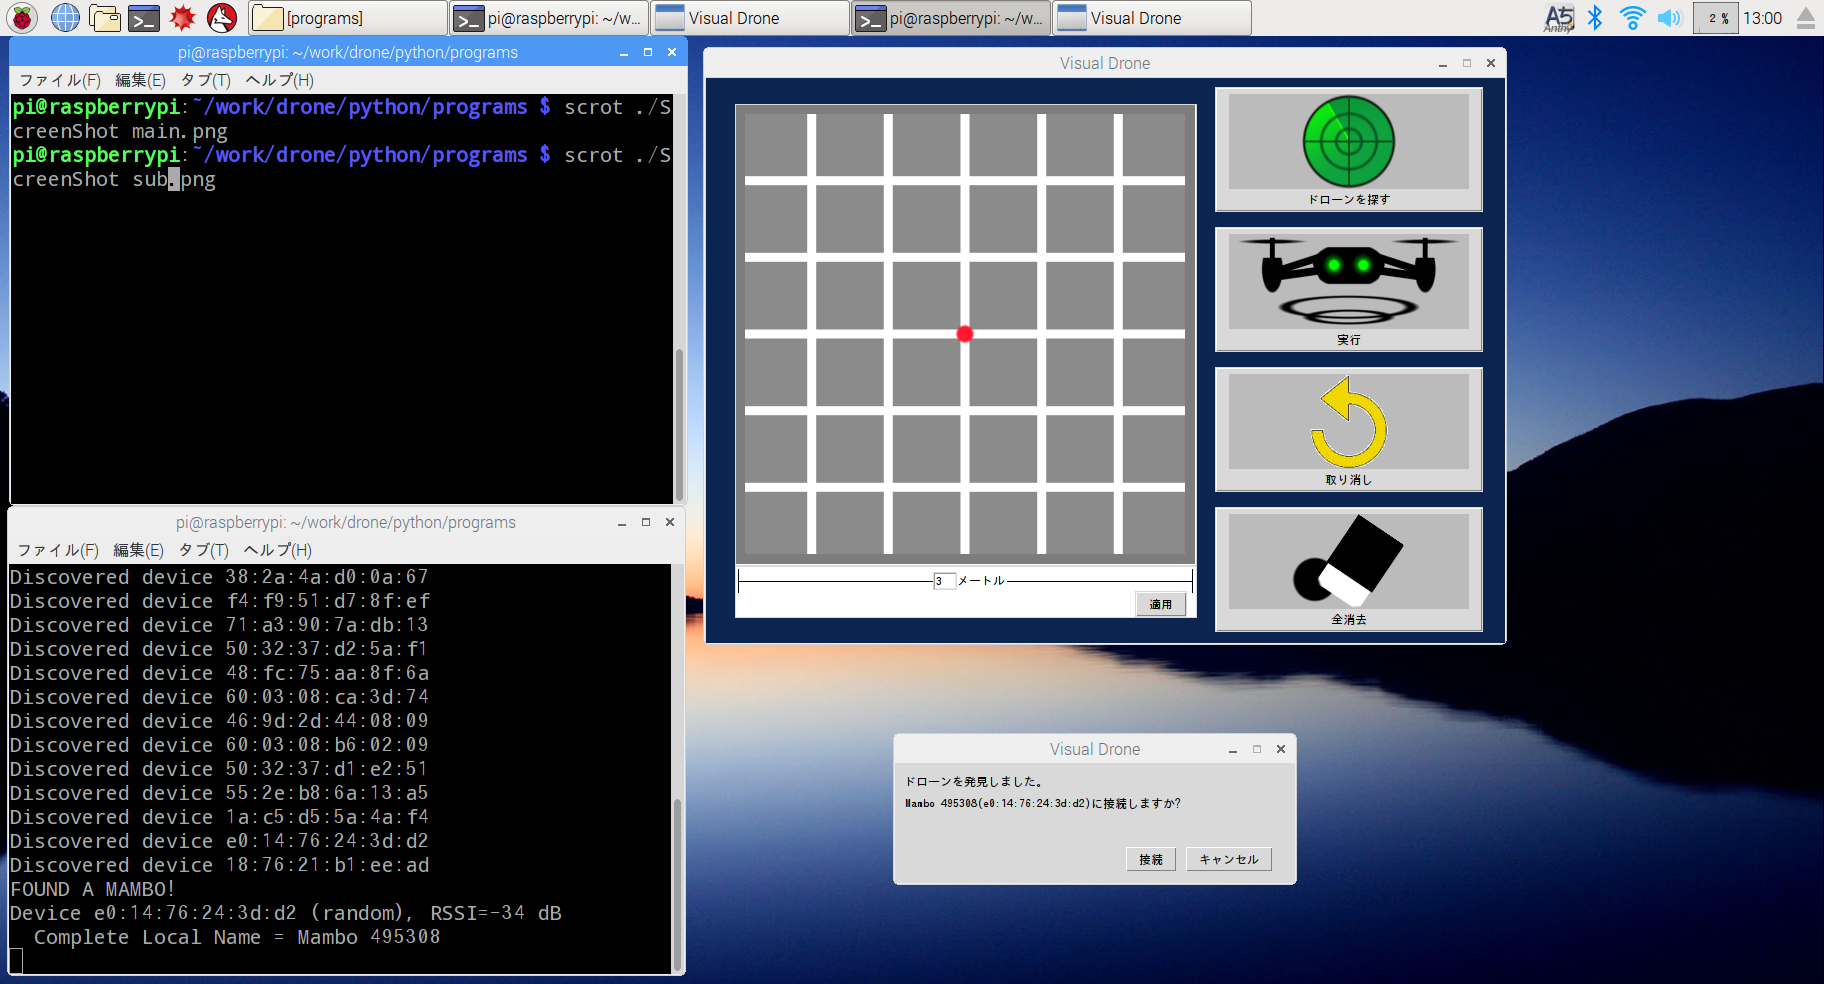 [programs]
pi@raspberrypi: ~/w...
Visual Drone
pi@raspberrypi: ~/w...
Visual Drone
Aち
Anthy
2 %
13:00
pi@raspberrypi: ~/work/drone/python/programs
ファイル(F) 編集(E) タブ(T) ヘルプ(H)
pi@raspberrypi:~/work/drone/python/programs $ scrot ./S
creenShot main.png
pi@raspberrypi:~/work/drone/python/programs $ scrot ./S
creenShot sub.png
pi@raspberrypi: ~/work/drone/python/programs
ファイル(F) 編集(E) タブ(T) ヘルプ(H)
Discovered device 38:2a:4a:d0:0a:67
Discovered device f4:f9:51:d7:8f:ef
Discovered device 71:a3:90:7a:db:13
Discovered device 50:32:37:d2:5a:f1
Discovered device 48:fc:75:aa:8f:6a
Discovered device 60:03:08:ca:3d:74
Discovered device 46:9d:2d:44:08:09
Discovered device 60:03:08:b6:02:09
Discovered device 50:32:37:d1:e2:51
Discovered device 55:2e:b8:6a:13:a5
Discovered device 1a:c5:d5:5a:4a:f4
Discovered device e0:14:76:24:3d:d2
Discovered device 18:76:21:b1:ee:ad
FOUND A MAMBO!
Device e0:14:76:24:3d:d2 (random), RSSI=-34 dB
Complete Local Name = Mambo 495308
Visual Drone
ドローンを探す
実行
取り消し
全消去
3 メートル
適用
Visual Drone
ドローンを発見しました。
Mambo 495308(e0:14:76:24:3d:d2)に接続しますか?
接続 キャンセル